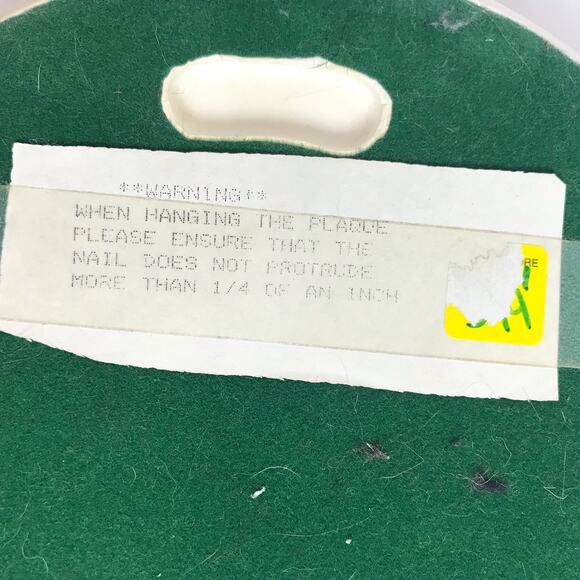 **WARNING**
WHEN HANGING THE PLAQUE
PLEASE ENSURE THAT THE
NAIL DOES NOT PROTRUDE
MORE THAN 1/4 OF AN INCH
RE